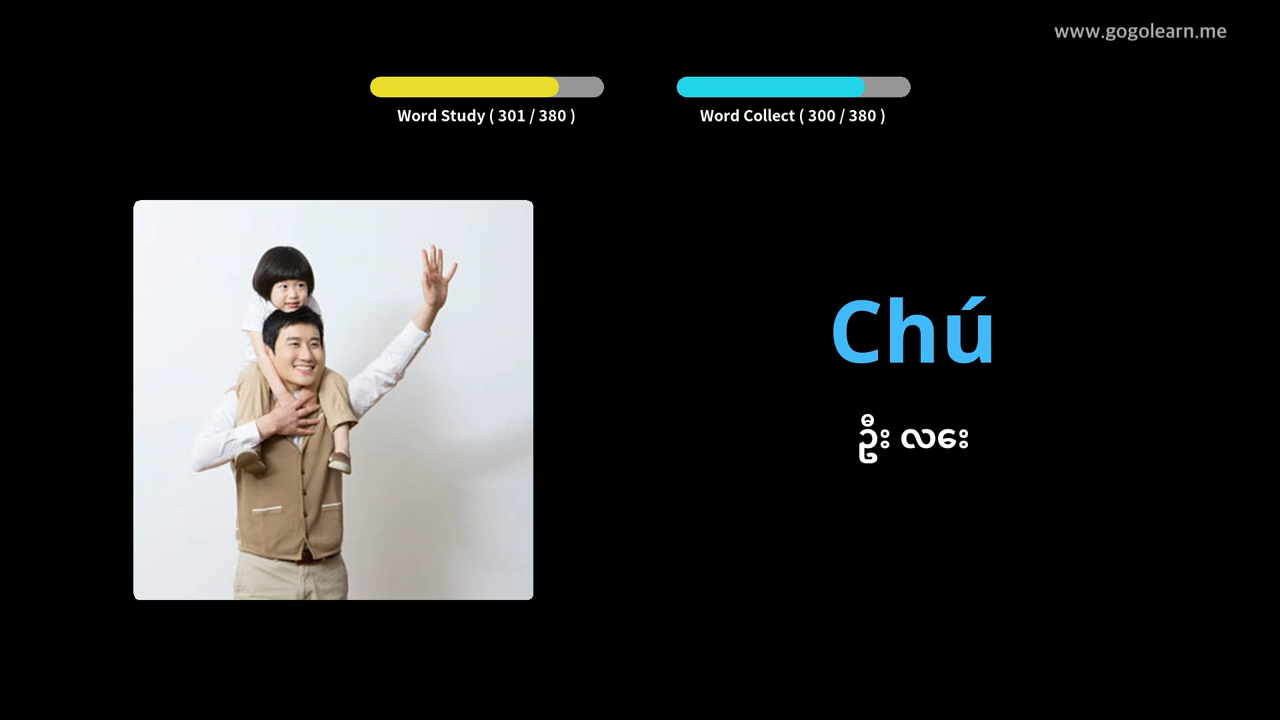 www.gogolearn.me
Word Study ( 301 / 380 )
Word Collect ( 300 / 380 )
Chú
ဦး လေး